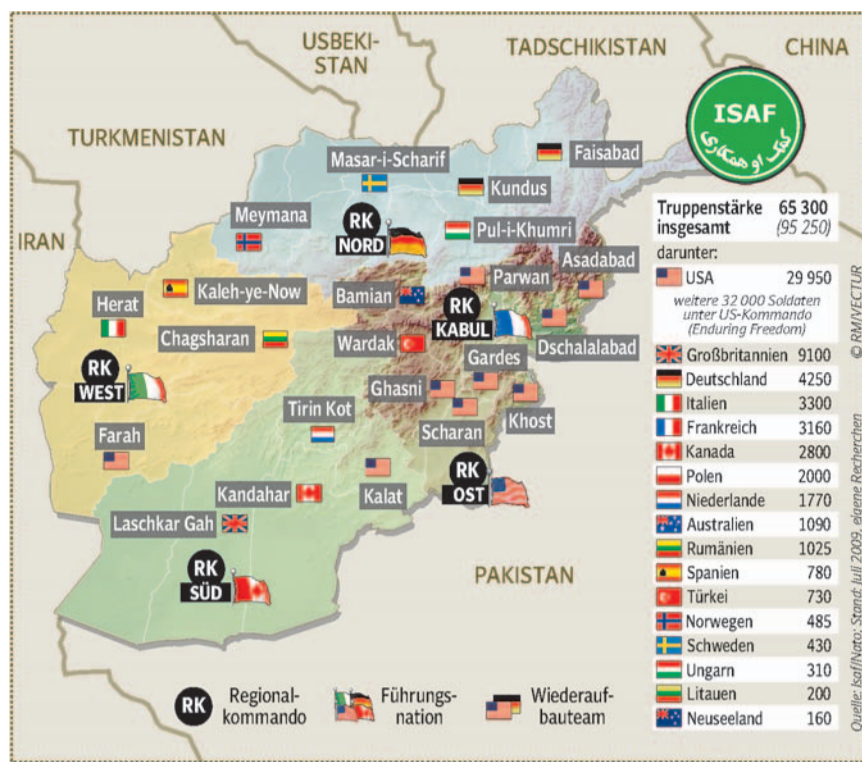 USBEKI-
STAN
TADSCHIKISTAN
CHINA
TURKMENISTAN
IRAN
PAKISTAN
ISAF
کمک او همکاری
Masar-i-Scharif
Faisabad
Kundus
Meymana
RK
NORD
Pul-i-Khumri
Asadabad
Parwan
Kaleh-ye-Now
Bamian
RK
KABUL
Herat
Chagsharan
Wardak
Dschalalabad
Gardes
RK
WEST
Ghasni
Tirin Kot
Khost
Scharan
Farah
RK
OST
Kalat
Kandahar
Laschkar Gah
RK
SÜD
RK
Regional-
kommando
Führungs-
nation
Wiederauf-
bauteam
Truppenstärke 65 300
insgesamt (95 250)
darunter:
USA 29 950
weitere 32 000 Soldaten
unter US-Kommando
(Enduring Freedom)
Großbritannien 9100
Deutschland 4250
Italien 3300
Frankreich 3160
Kanada 2800
Polen 2000
Niederlande 1770
Australien 1090
Rumänien 1025
Spanien 780
Türkei 730
Norwegen 485
Schweden 430
Ungarn 310
Litauen 200
Neuseeland 160
Quelle: Isaf/Nato; Stand: Juli 2009, eigene Recherchen
© RM/VECTUR